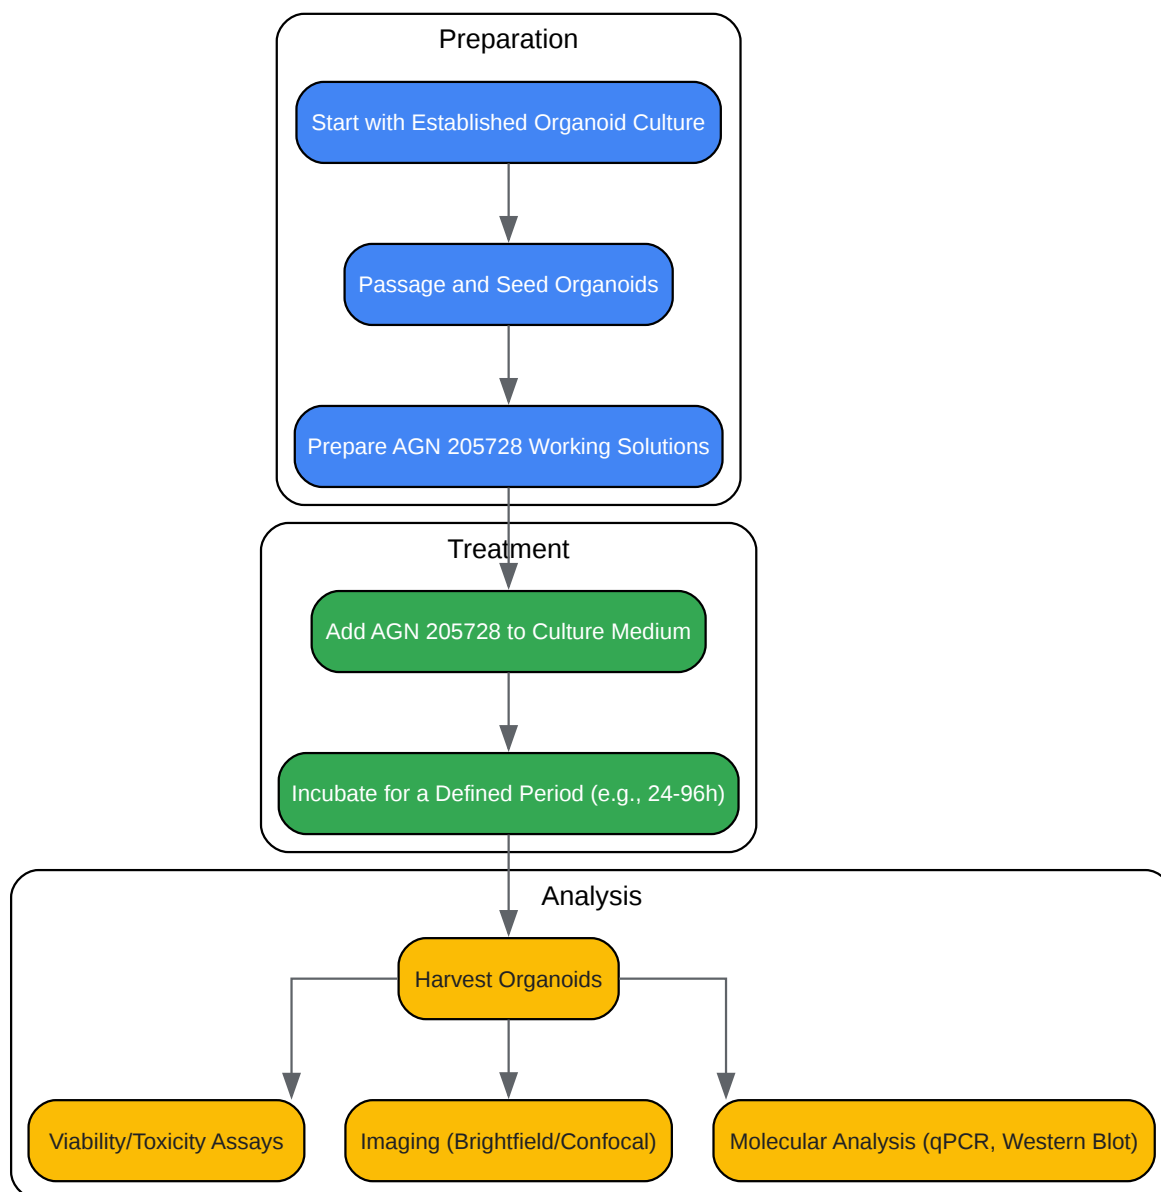 Preparation
Start with Established Organoid Culture
Passage and Seed Organoids
Prepare AGN 205728 Working Solutions
Treatment
Add AGN 205728 to Culture Medium
Incubate for a Defined Period (e.g., 24-96h)
Analysis
Harvest Organoids
Viability/Toxicity Assays
Imaging (Brightfield/Confocal)
Molecular Analysis (qPCR, Western Blot)